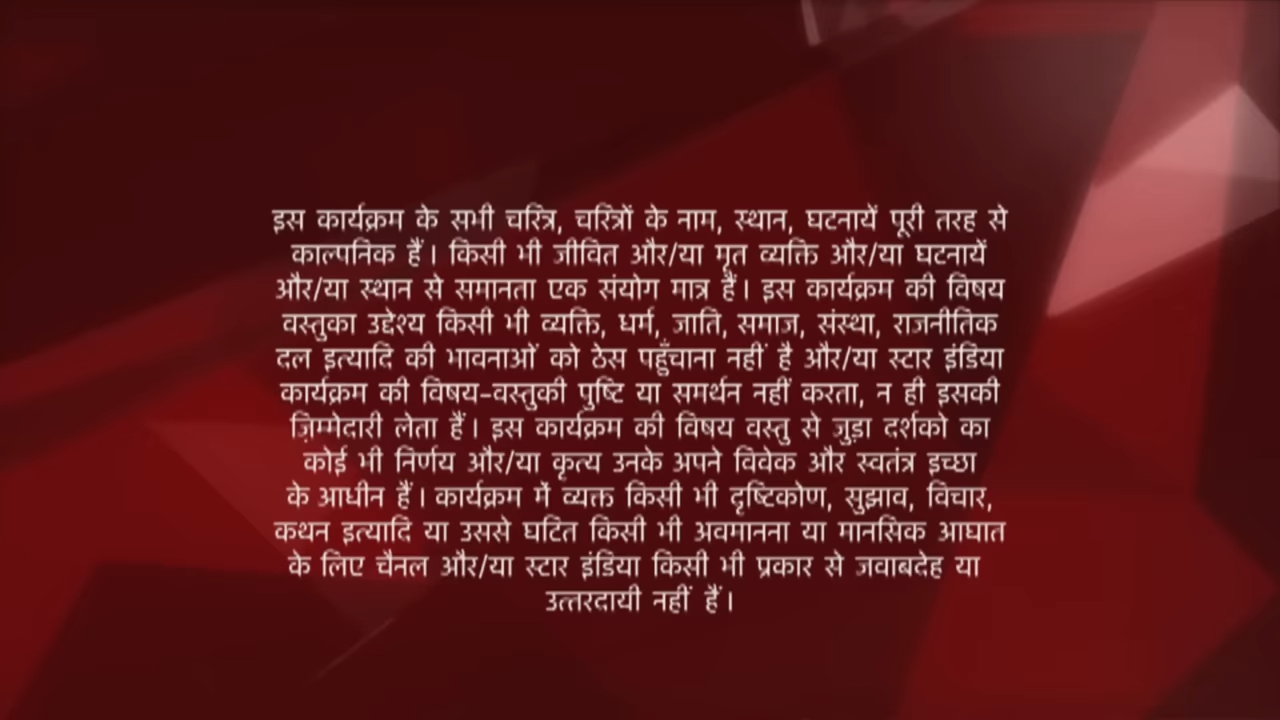 इस कार्यक्रम के सभी चरित्र, चरित्रों के नाम, स्थान, घटनायें पूरी तरह से
काल्पनिक हैं। किसी भी जीवित और/या मृत व्यक्ति और/या घटनायें
और/या स्थान से समानता एक संयोग मात्र हैं। इस कार्यक्रम की विषय
वस्तुका उद्देश्य किसी भी व्यक्ति, धर्म, जाति, समाज, संस्था, राजनीतिक
दल इत्यादि की भावनाओं को ठेस पहुँचाना नहीं है और/या स्टार इंडिया
कार्यक्रम की विषय-वस्तुकी पुष्टि या समर्थन नहीं करता, न ही इसकी
ज़िम्मेदारी लेता हैं। इस कार्यक्रम की विषय वस्तु से जुड़ा दर्शको का
कोई भी निर्णय और/या कृत्य उनके अपने विवेक और स्वतंत्र इच्छा
के आधीन हैं। कार्यक्रम में व्यक्त किसी भी दृष्टिकोण, सुझाव, विचार,
कथन इत्यादि या उससे घटित किसी भी अवमानना या मानसिक आघात
के लिए चैनल और/या स्टार इंडिया किसी भी प्रकार से जवाबदेह या
उत्तरदायी नहीं हैं।